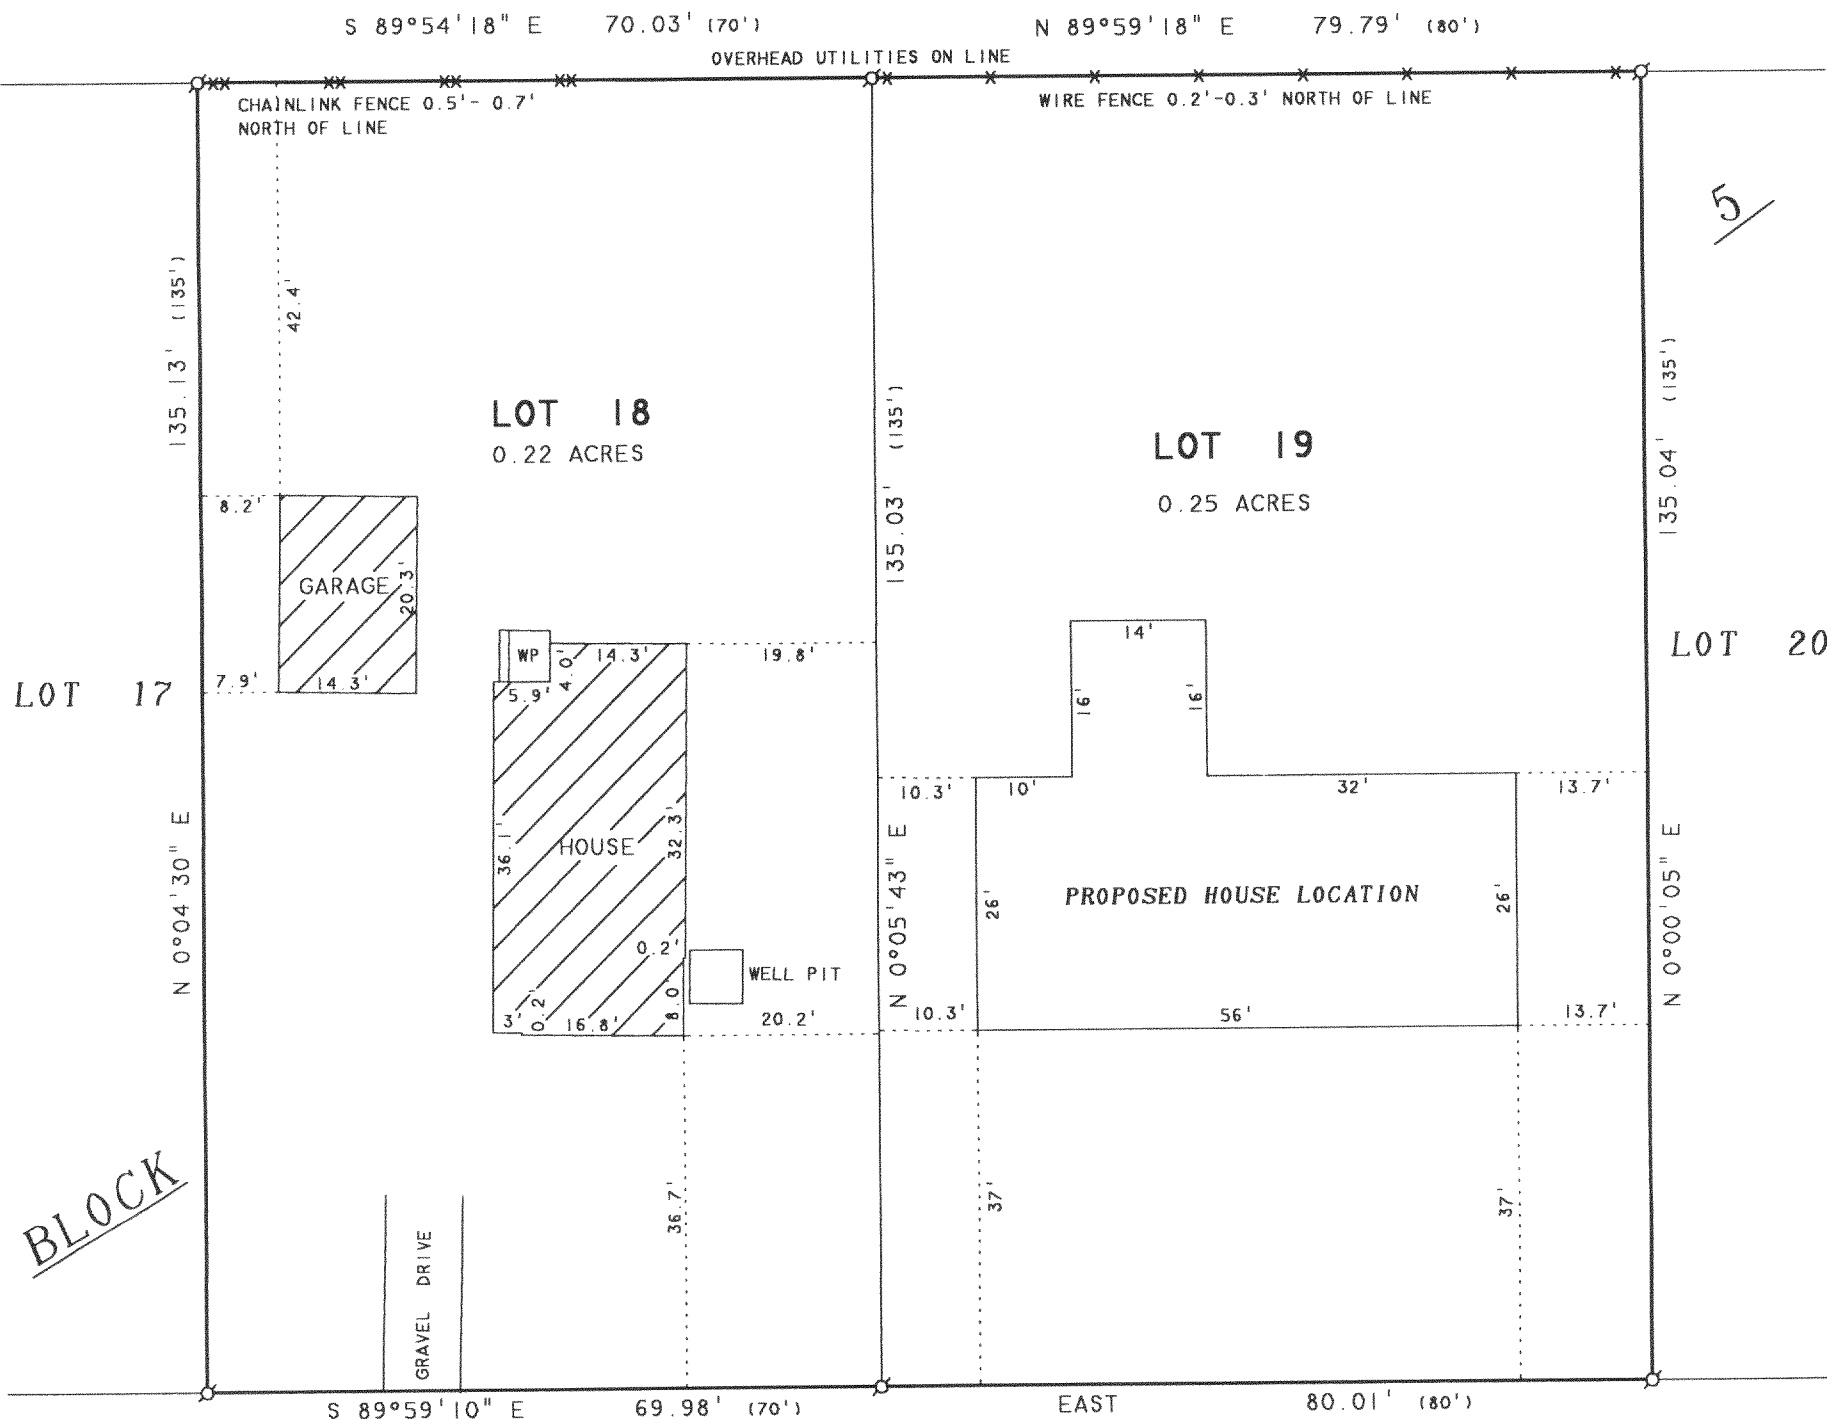 S 89°54'18" E 70.03' (70')
N 89°59'18" E 79.79' (80')
OVERHEAD UTILITIES ON LINE
CHAINLINK FENCE 0.5'- 0.7'
NORTH OF LINE
WIRE FENCE 0.2'-0.3' NORTH OF LINE
5
135.13' (135')
42.4'
LOT 18
0.22 ACRES
135.03' (135')
LOT 19
0.25 ACRES
135.04' (135')
8.2'
GARAGE
20.3'
7.9'
14.3'
LOT 17
WP
5.9'
4.0'
14.3'
19.8'
14'
16'
16'
LOT 20
10.3'
10'
32'
13.7'
N 0°04'30" E
36.1'
HOUSE
32.3'
N 0°05'43" E
26'
PROPOSED HOUSE LOCATION
26'
N 0°00'05" E
0.2'
WELL PIT
3'
0.2'
16.8'
8.0'
20.2'
10.3'
56'
13.7'
BLOCK
GRAVEL DRIVE
36.7'
37'
37'
S 89°59'10" E 69.98' (70')
EAST 80.01' (80')